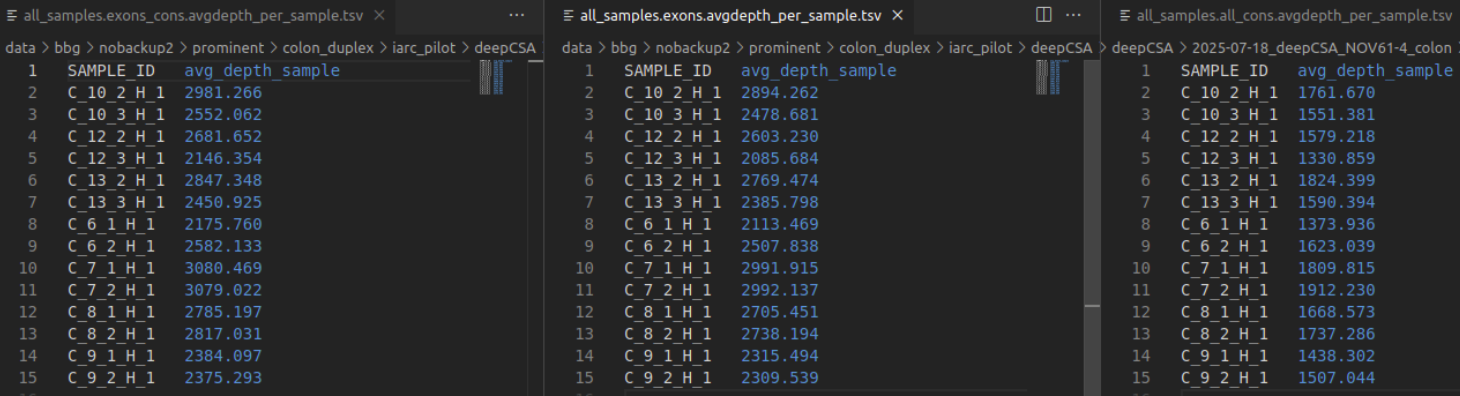 all_samples.exons_cons.avgdepth_per_sample.tsv ×
data > bbg > nobackup2 > prominent > colon_duplex > iarc_pilot > deepCSA
1 SAMPLE_ID avg_depth_sample
2 C_10_2_H_1 2981.266
3 C_10_3_H_1 2552.062
4 C_12_2_H_1 2681.652
5 C_12_3_H_1 2146.354
6 C_13_2_H_1 2847.348
7 C_13_3_H_1 2450.925
8 C_6_1_H_1 2175.760
9 C_6_2_H_1 2582.133
10 C_7_1_H_1 3080.469
11 C_7_2_H_1 3079.022
12 C_8_1_H_1 2785.197
13 C_8_2_H_1 2817.031
14 C_9_1_H_1 2384.097
15 C_9_2_H_1 2375.293
all_samples.exons.avgdepth_per_sample.tsv ×
data > bbg > nobackup2 > prominent > colon_duplex > iarc_pilot > deepCSA
1 SAMPLE_ID avg_depth_sample
2 C_10_2_H_1 2894.262
3 C_10_3_H_1 2478.681
4 C_12_2_H_1 2603.230
5 C_12_3_H_1 2085.684
6 C_13_2_H_1 2769.474
7 C_13_3_H_1 2385.798
8 C_6_1_H_1 2113.469
9 C_6_2_H_1 2507.838
10 C_7_1_H_1 2991.915
11 C_7_2_H_1 2992.137
12 C_8_1_H_1 2705.451
13 C_8_2_H_1 2738.194
14 C_9_1_H_1 2315.494
15 C_9_2_H_1 2309.539
all_samples.all_cons.avgdepth_per_sample.tsv
> deepCSA > 2025-07-18_deepCSA_NOV61-4_colon
1 SAMPLE_ID avg_depth_sample
2 C_10_2_H_1 1761.670
3 C_10_3_H_1 1551.381
4 C_12_2_H_1 1579.218
5 C_12_3_H_1 1330.859
6 C_13_2_H_1 1824.399
7 C_13_3_H_1 1590.394
8 C_6_1_H_1 1373.936
9 C_6_2_H_1 1623.039
10 C_7_1_H_1 1809.815
11 C_7_2_H_1 1912.230
12 C_8_1_H_1 1668.573
13 C_8_2_H_1 1737.286
14 C_9_1_H_1 1438.302
15 C_9_2_H_1 1507.044